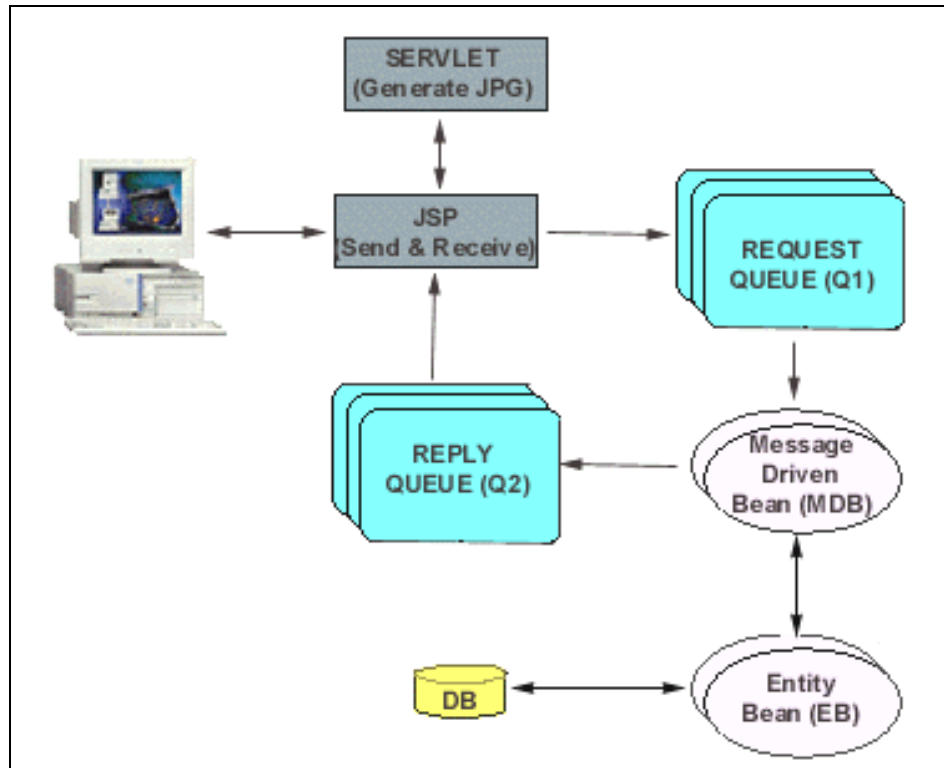 SERVLET
(Generate JPG)
JSP
(Send & Receive)
REQUEST
QUEUE (Q1)
REPLY
QUEUE (Q2)
Message
Driven
Bean (MDB)
DB
Entity
Bean (EB)